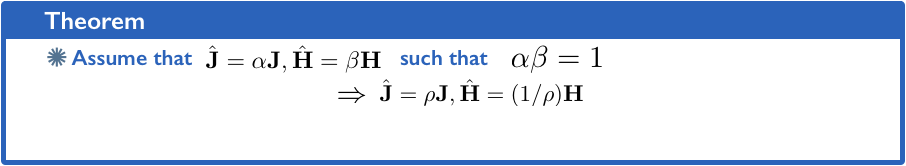 Theorem
Assume that Ĵ = αJ, Ĥ = βH such that αβ = 1
⇒ Ĵ = ρJ, Ĥ = (1/ρ)H